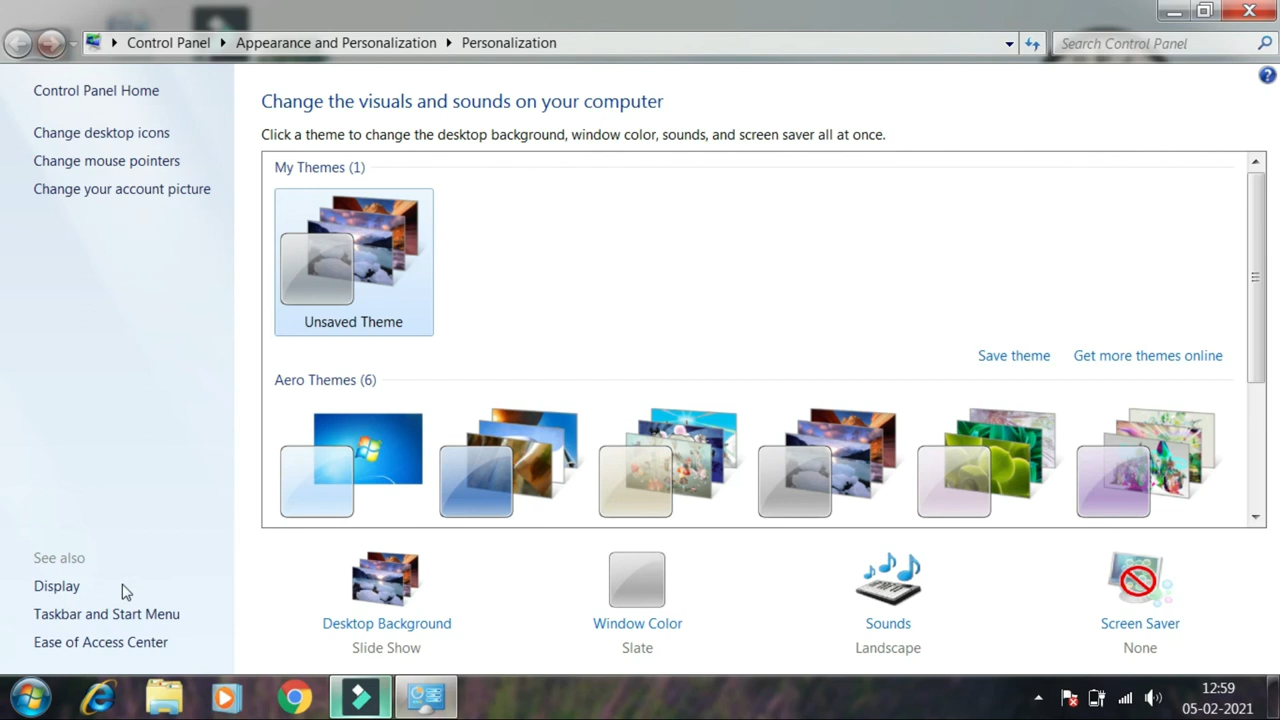 Control Panel
Appearance and Personalization
Personalization
Search Control Panel
Control Panel Home
Change desktop icons
Change mouse pointers
Change your account picture
See also
Display
Taskbar and Start Menu
Ease of Access Center
Change the visuals and sounds on your computer
Click a theme to change the desktop background, window color, sounds, and screen saver all at once.
My Themes (1)
Unsaved Theme
Save theme
Get more themes online
Aero Themes (6)
Desktop Background
Slide Show
Window Color
Slate
Sounds
Landscape
Screen Saver
None
12:59
05-02-2021